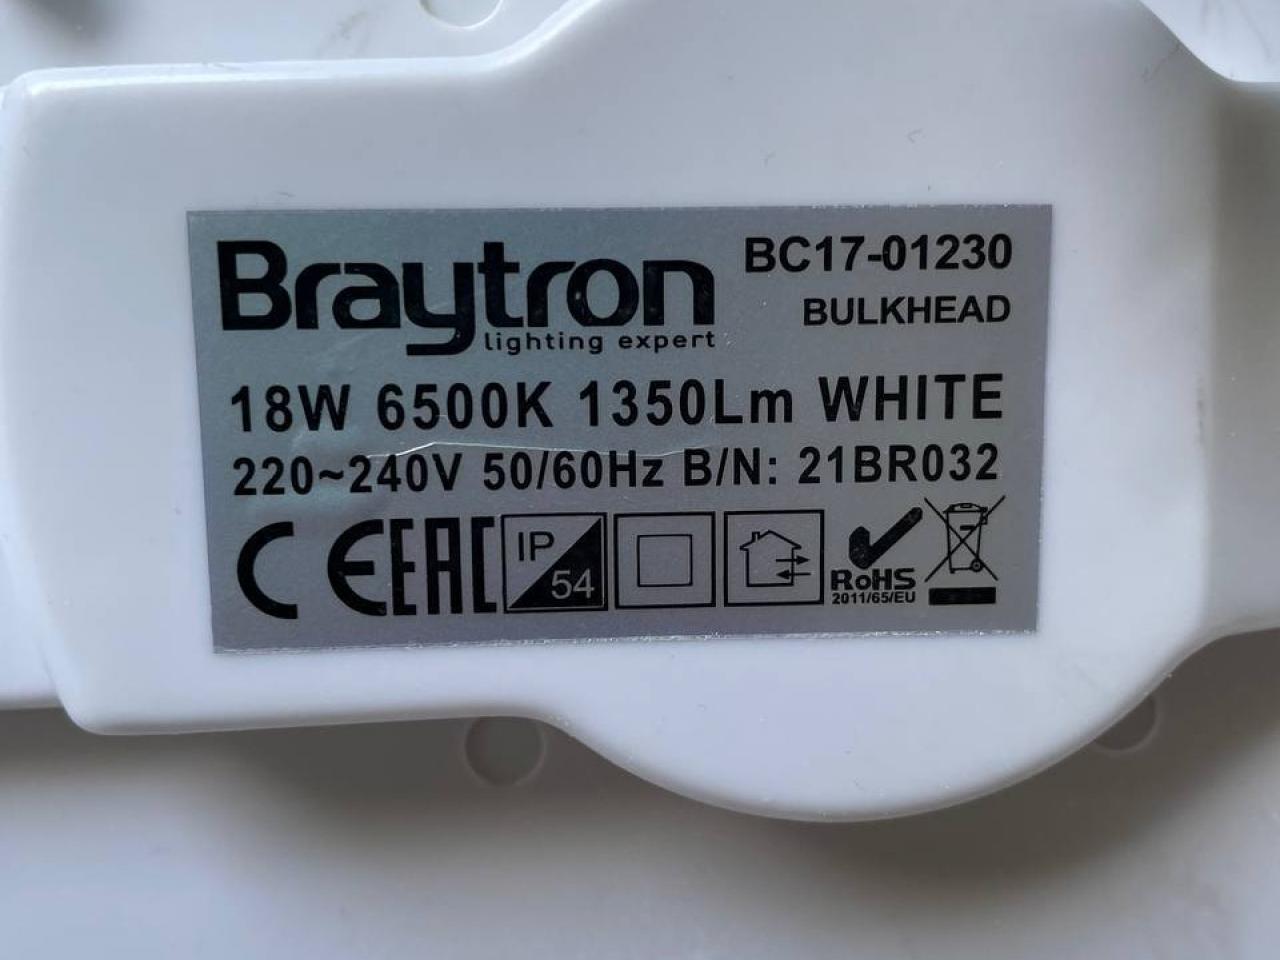 Braytron
lighting expert
BC17-01230
BULKHEAD
18W 6500K 1350Lm WHITE
220~240V 50/60Hz B/N: 21BR032
CE EAC IP 54 RoHS
2011/65/EU